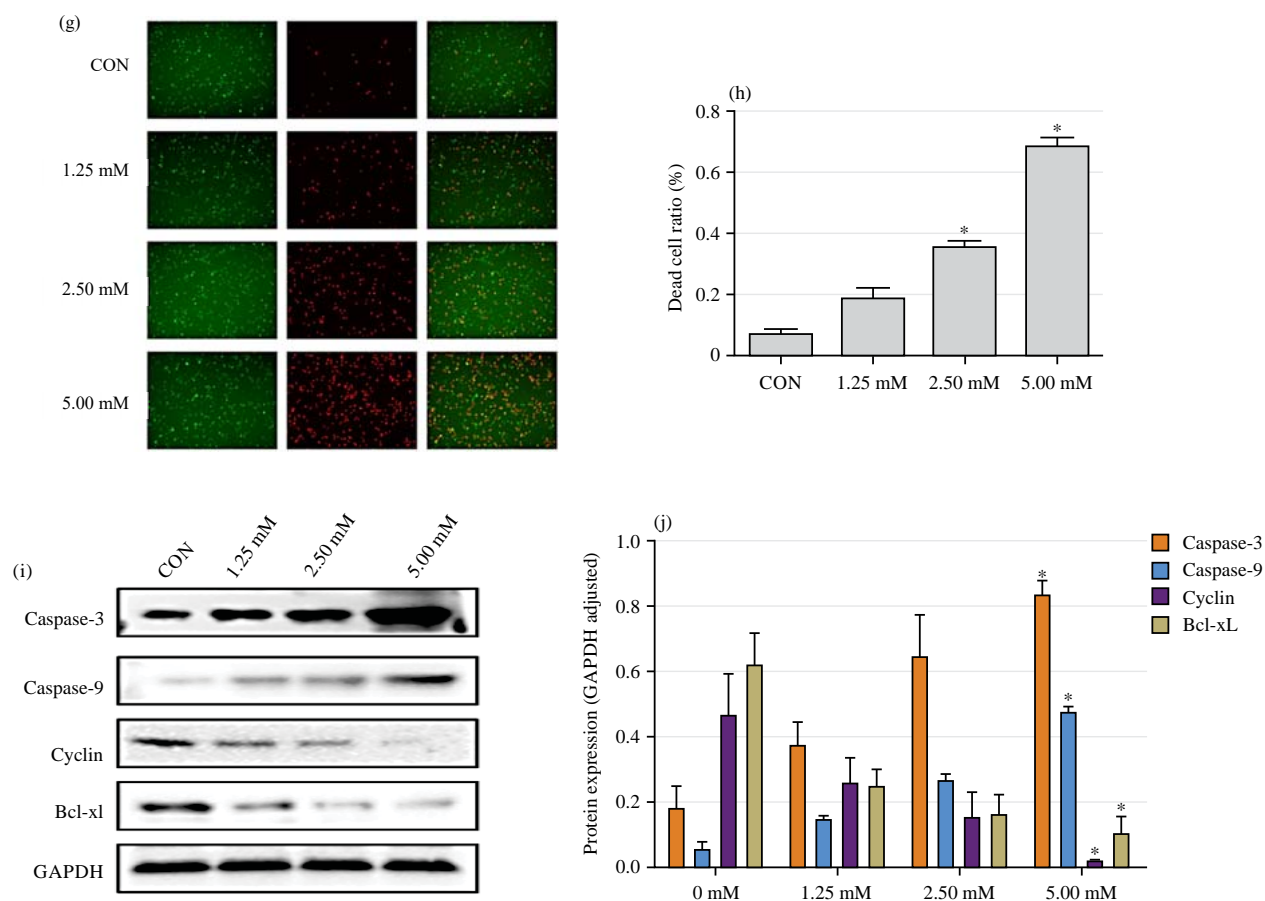 (g)
CON
1.25 mM
2.50 mM
5.00 mM
(h)
0.8
0.6
0.4
0.2
0
Dead cell ratio (%)
*
*
CON 1.25 mM 2.50 mM 5.00 mM
(i)
CON 1.25 mM 2.50 mM 5.00 mM
Caspase-3
Caspase-9
Cyclin
Bcl-xl
GAPDH
(j)
1.0
0.8
0.6
0.4
0.2
0.0
Protein expression (GAPDH adjusted)
*
*
*
*
0 mM 1.25 mM 2.50 mM 5.00 mM
Caspase-3
Caspase-9
Cyclin
Bcl-xL